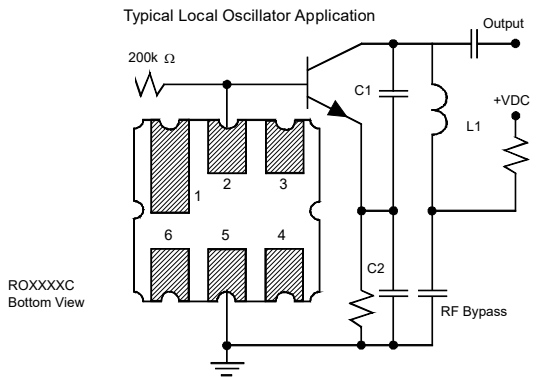 Typical Local Oscillator Application
Output
200k Ω
C1
+VDC
L1
1
2
3
6
5
4
C2
ROXXXXC
Bottom View
RF Bypass